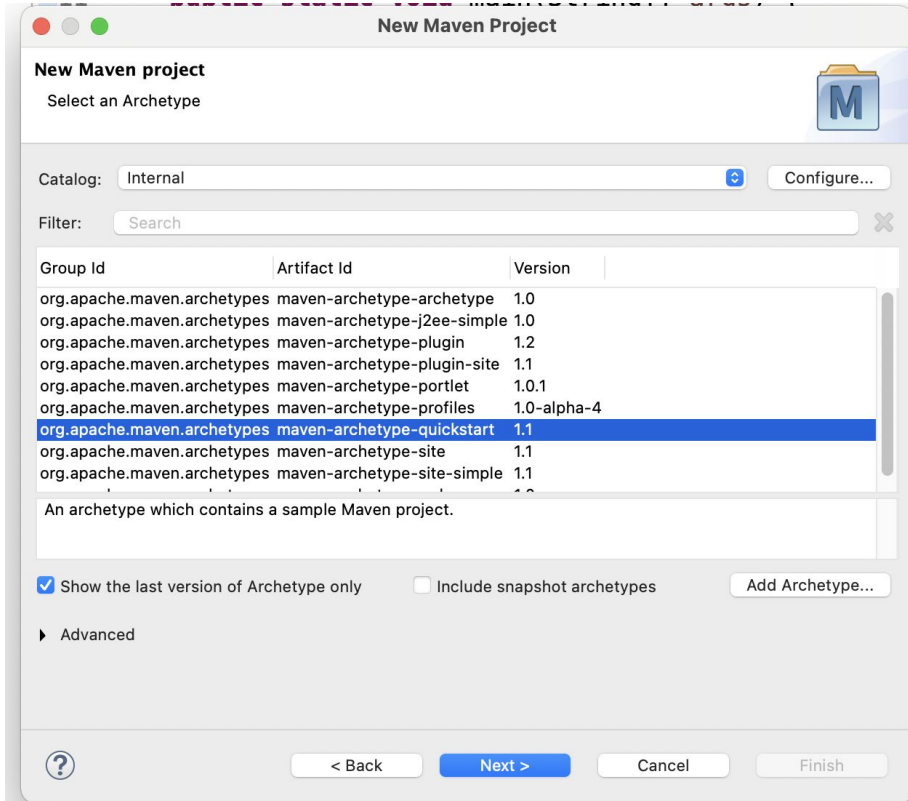 public static void main(String[] args) {
New Maven Project
New Maven project
Select an Archetype
M
Catalog: Internal Configure...
Filter: Search
Group Id Artifact Id Version
org.apache.maven.archetypes maven-archetype-archetype 1.0
org.apache.maven.archetypes maven-archetype-j2ee-simple 1.0
org.apache.maven.archetypes maven-archetype-plugin 1.2
org.apache.maven.archetypes maven-archetype-plugin-site 1.1
org.apache.maven.archetypes maven-archetype-portlet 1.0.1
org.apache.maven.archetypes maven-archetype-profiles 1.0-alpha-4
org.apache.maven.archetypes maven-archetype-quickstart 1.1
org.apache.maven.archetypes maven-archetype-site 1.1
org.apache.maven.archetypes maven-archetype-site-simple 1.1
An archetype which contains a sample Maven project.
Show the last version of Archetype only Include snapshot archetypes Add Archetype...
Advanced
? < Back Next > Cancel Finish